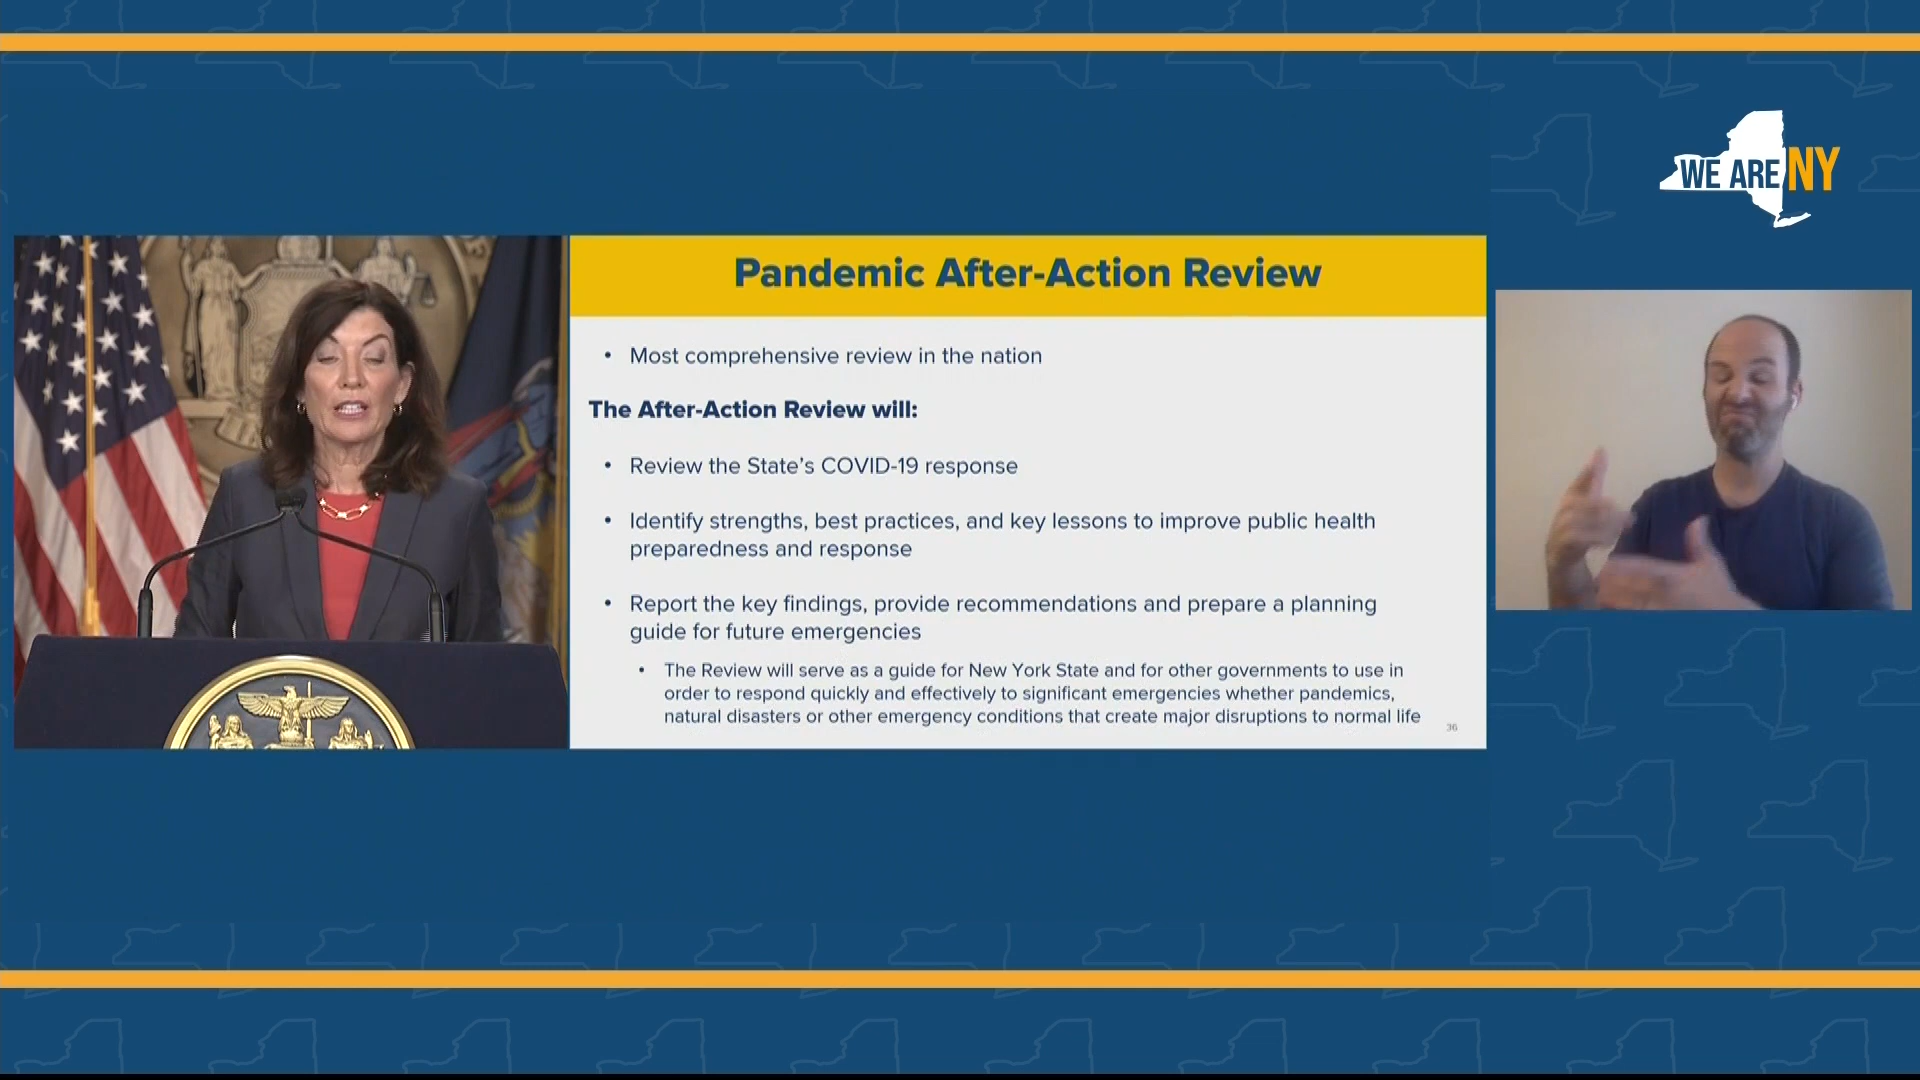 WE ARE NY
Pandemic After-Action Review
• Most comprehensive review in the nation
The After-Action Review will:
• Review the State's COVID-19 response
• Identify strengths, best practices, and key lessons to improve public health
preparedness and response
• Report the key findings, provide recommendations and prepare a planning
guide for future emergencies
• The Review will serve as a guide for New York State and for other governments to use in
order to respond quickly and effectively to significant emergencies whether pandemics,
natural disasters or other emergency conditions that create major disruptions to normal life
36